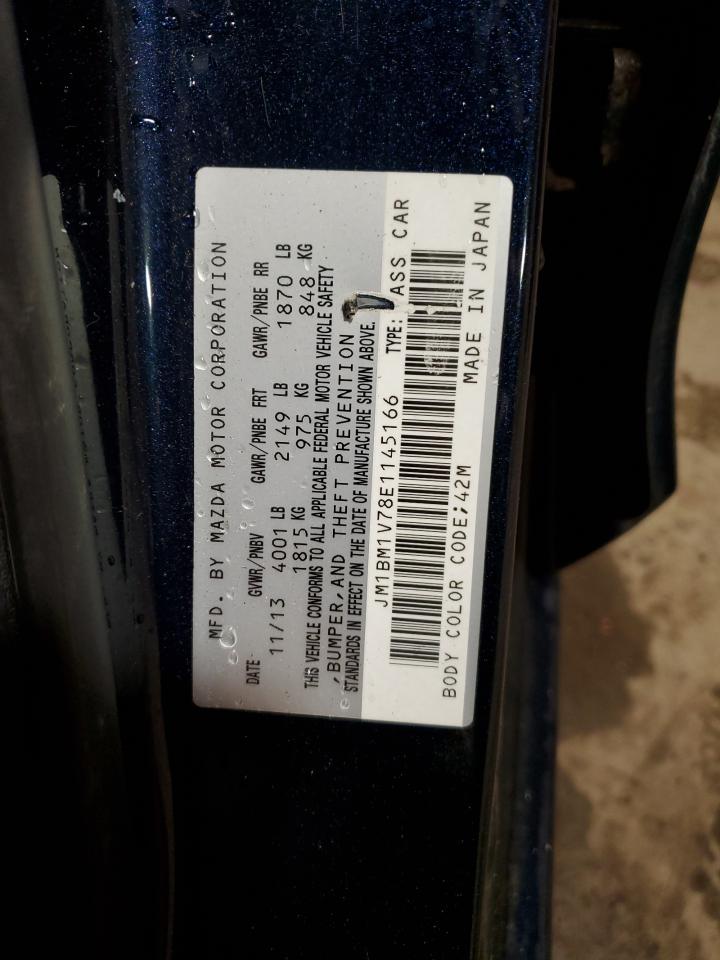 MFD. BY MAZDA MOTOR CORPORATION
DATE GVWR/PNBV GAWR/PNBE FRT GAWR/PNBE RR
11/13 4001 LB 2149 LB 1870 LB
1815 KG 975 KG 848 KG
THIS VEHICLE CONFORMS TO ALL APPLICABLE FEDERAL MOTOR VEHICLE SAFETY
,BUMPER,AND THEFT PREVENTION
STANDARDS IN EFFECT ON THE DATE OF MANUFACTURE SHOWN ABOVE.
JM1BM1V78E1145166 TYPE: ASS CAR
BODY COLOR CODE:42M MADE IN JAPAN